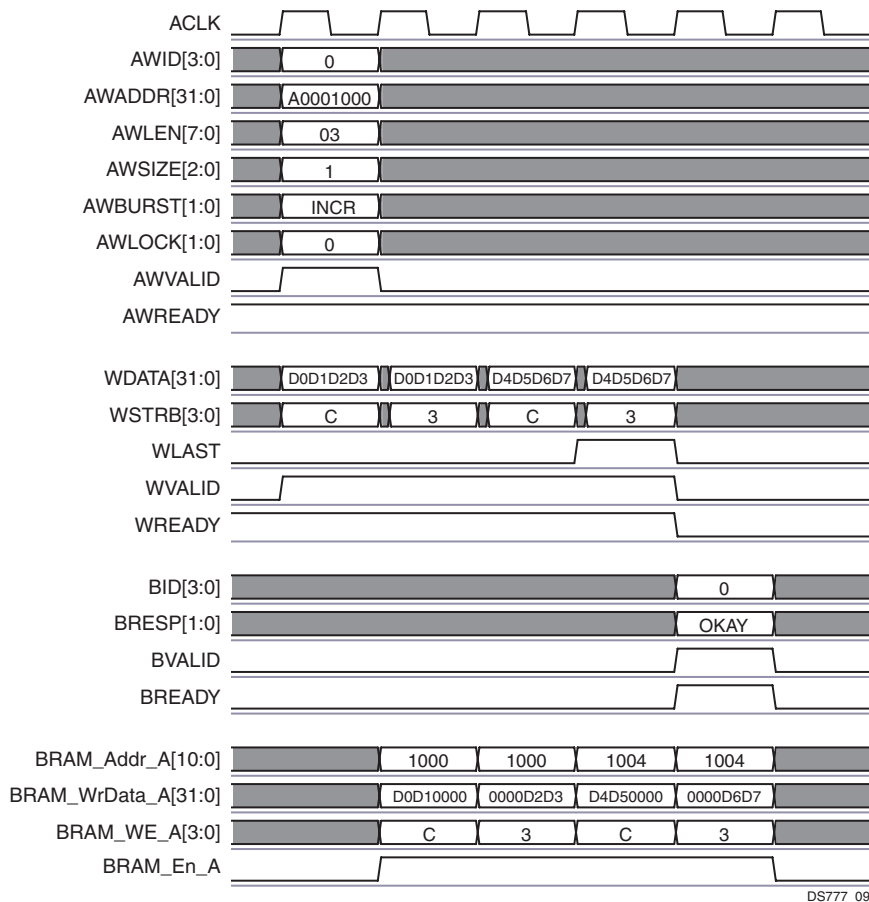 ACLK
AWID[3:0] 0
AWADDR[31:0] A0001000
AWLEN[7:0] 03
AWSIZE[2:0] 1
AWBURST[1:0] INCR
AWLOCK[1:0] 0
AWVALID
AWREADY
WDATA[31:0] D0D1D2D3 D0D1D2D3 D4D5D6D7 D4D5D6D7
WSTRB[3:0] C 3 C 3
WLAST
WVALID
WREADY
BID[3:0] 0
BRESP[1:0] OKAY
BVALID
BREADY
BRAM_Addr_A[10:0] 1000 1000 1004 1004
BRAM_WrData_A[31:0] D0D10000 0000D2D3 D4D50000 0000D6D7
BRAM_WE_A[3:0] C 3 C 3
BRAM_En_A
DS777_09